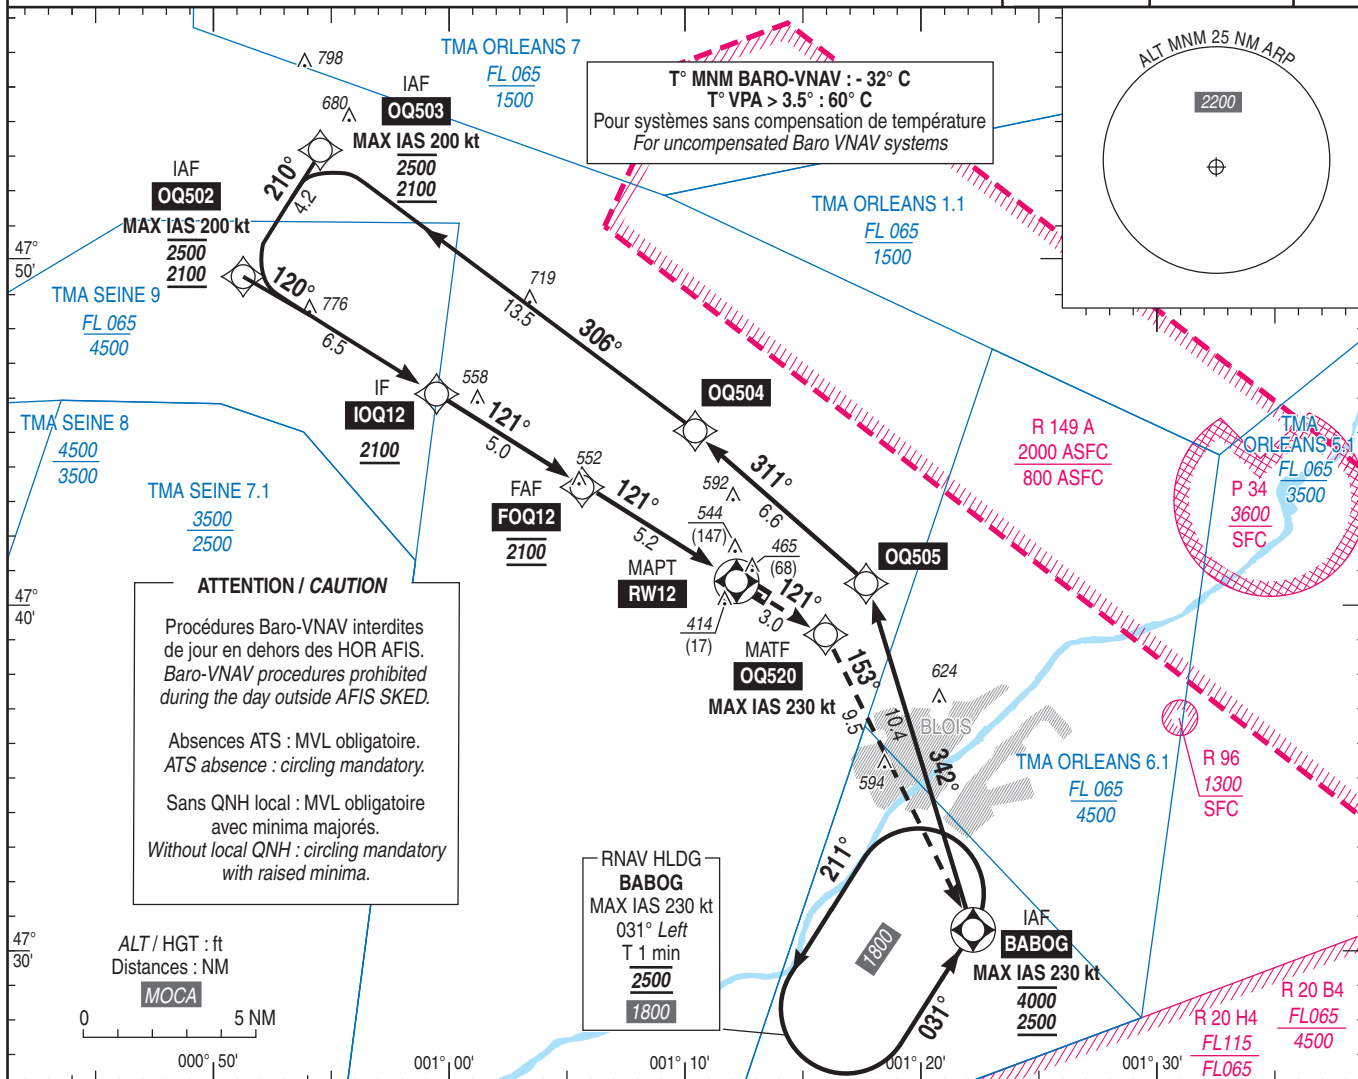 TMA ORLEANS 7
FL 065
1500
798
680
IAF
OQ503
MAX IAS 200 kt
2500
2100
T° MNM BARO-VNAV : - 32° C
T° VPA > 3.5° : 60° C
Pour systèmes sans compensation de température
For uncompensated Baro VNAV systems
ALT MNM 25 NM ARP
2200
IAF
OQ502
MAX IAS 200 kt
2500
2100
210°
4.2
TMA ORLEANS 1.1
FL 065
1500
47°
50'
TMA SEINE 9
FL 065
4500
120°
776
6.5
719
13.5
306°
IF
IOQ12
2100
558
121°
5.0
OQ504
TMA SEINE 8
4500
3500
TMA SEINE 7.1
3500
2500
552
FAF
FOQ12
2100
121°
5.2
592
311°
6.6
544
(147)
465
(68)
R 149 A
2000 ASFC
800 ASFC
TMA
ORLEANS 5.1
FL 065
3500
P 34
3600
SFC
OQ505
MAPT
RW12
121°
3.0
414
(17)
47°
40'
MATF
OQ520
MAX IAS 230 kt
153°
9.5
624
BLOIS
10.4
342°
594
ATTENTION / CAUTION
Procédures Baro-VNAV interdites
de jour en dehors des HOR AFIS.
Baro-VNAV procedures prohibited
during the day outside AFIS SKED.
Absences ATS : MVL obligatoire.
ATS absence : circling mandatory.
Sans QNH local : MVL obligatoire
avec minima majorés.
Without local QNH : circling mandatory
with raised minima.
TMA ORLEANS 6.1
FL 065
4500
R 96
1300
SFC
211°
RNAV HLDG
BABOG
MAX IAS 230 kt
031° Left
T 1 min
2500
1800
1800
031°
IAF
BABOG
MAX IAS 230 kt
4000
2500
47°
30'
ALT / HGT : ft
Distances : NM
MOCA
0 5 NM
R 20 B4
FL065
4500
R 20 H4
FL115
FL065
000° 50'
001° 00'
001° 10'
001° 20'
001° 30'